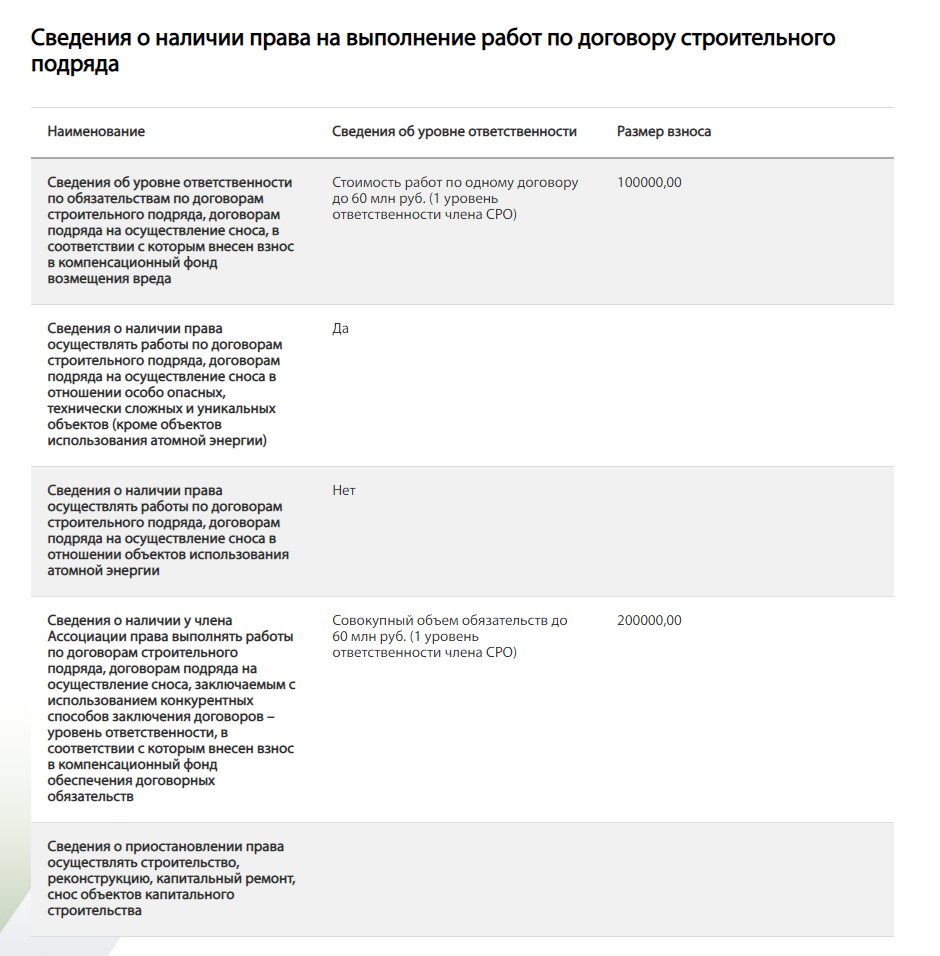 Сведения о наличии права на выполнение работ по договору строительного
подряда
Наименование
Сведения об уровне ответственности
Размер взноса
Сведения об уровне ответственности
по обязательствам по договорам
строительного подряда, договорам
подряда на осуществление сноса, в
соответствии с которым внесен взнос
в компенсационный фонд
возмещения вреда
Стоимость работ по одному договору
до 60 млн руб. (1 уровень
ответственности члена СРО)
100000,00
Сведения о наличии права
осуществлять работы по договорам
строительного подряда, договорам
подряда на осуществление сноса в
отношении особо опасных,
технически сложных и уникальных
объектов (кроме объектов
использования атомной энергии)
Да
Сведения о наличии права
осуществлять работы по договорам
строительного подряда, договорам
подряда на осуществление сноса в
отношении объектов использования
атомной энергии
Нет
Сведения о наличии у члена
Ассоциации права выполнять работы
по договорам строительного
подряда, договорам подряда на
осуществление сноса, заключаемым с
использованием конкурентных
способов заключения договоров –
уровень ответственности, в
соответствии с которым внесен взнос
в компенсационный фонд
обеспечения договорных
обязательств
Совокупный объем обязательств до
60 млн руб. (1 уровень
ответственности члена СРО)
200000,00
Сведения о приостановлении права
осуществлять строительство,
реконструкцию, капитальный ремонт,
снос объектов капитального
строительства